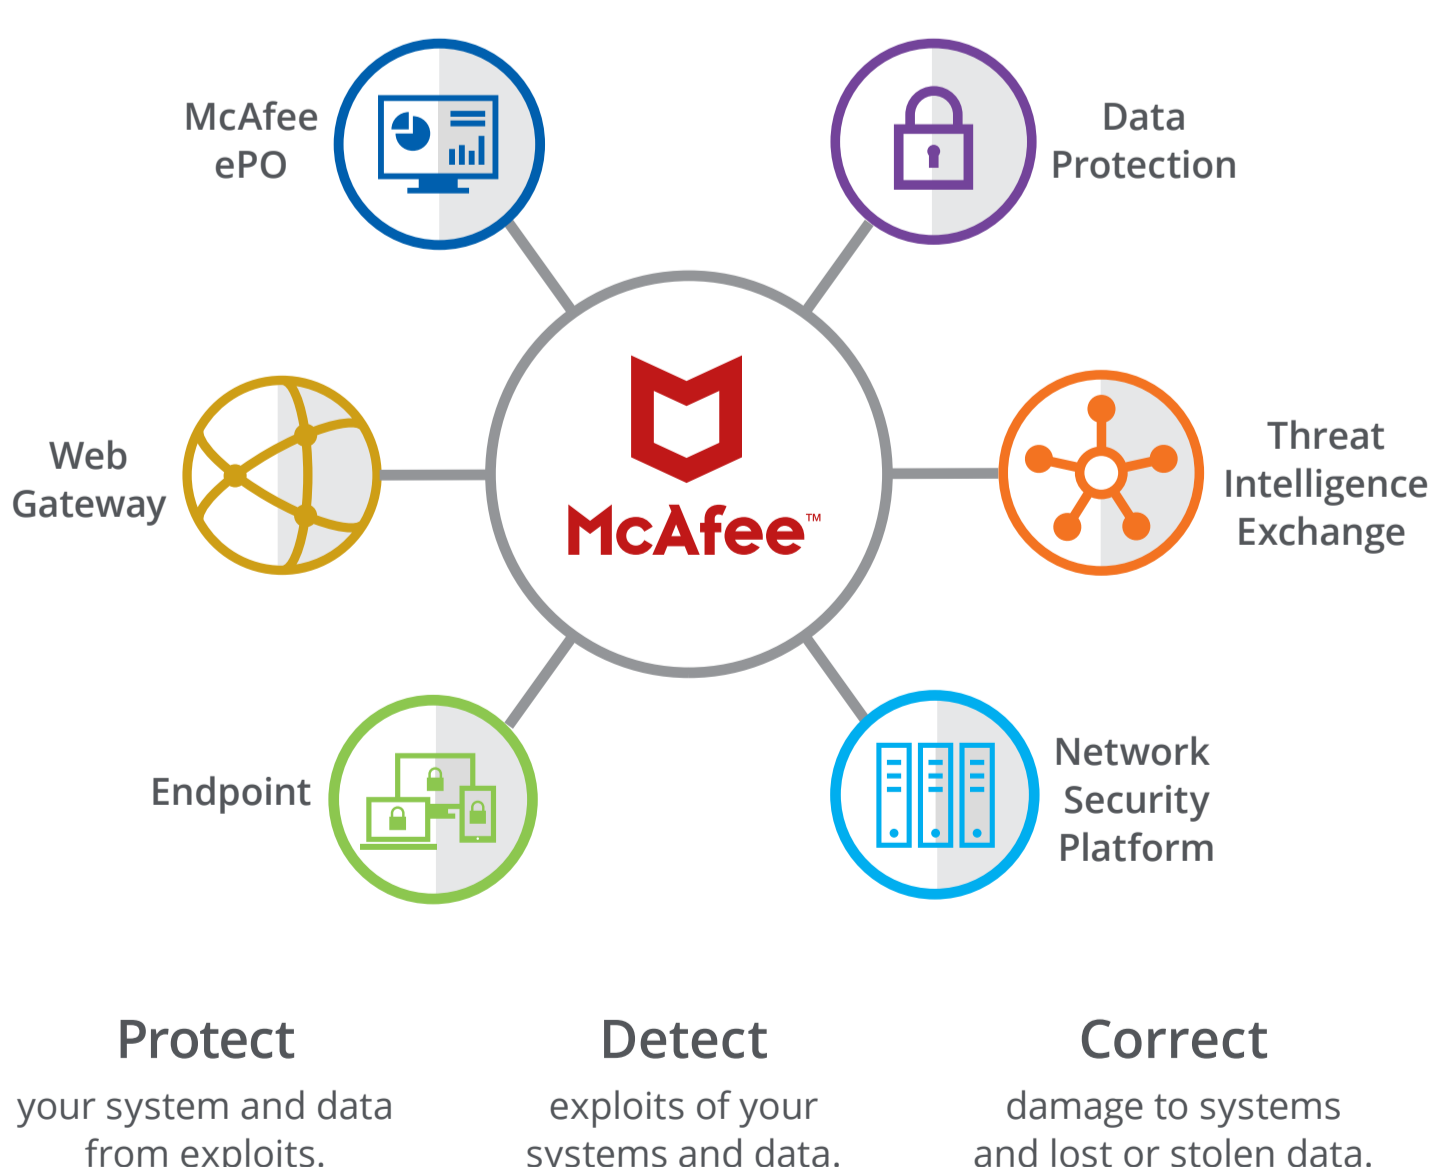 McAfee
ePO
Data
Protection
Web
Gateway
McAfee™
Threat
Intelligence
Exchange
Endpoint
Network
Security
Platform
Protect
your system and data
from exploits.
Detect
exploits of your
systems and data.
Correct
damage to systems
and lost or stolen data.